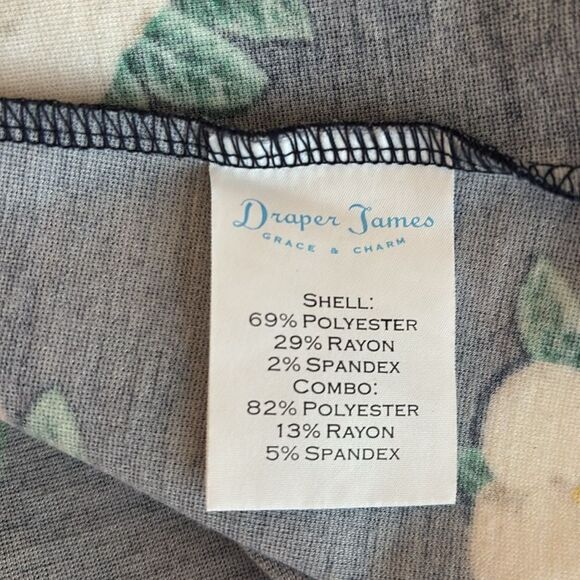 Draper James
GRACE & CHARM
SHELL:
69% POLYESTER
29% RAYON
2% SPANDEX
COMBO:
82% POLYESTER
13% RAYON
5% SPANDEX